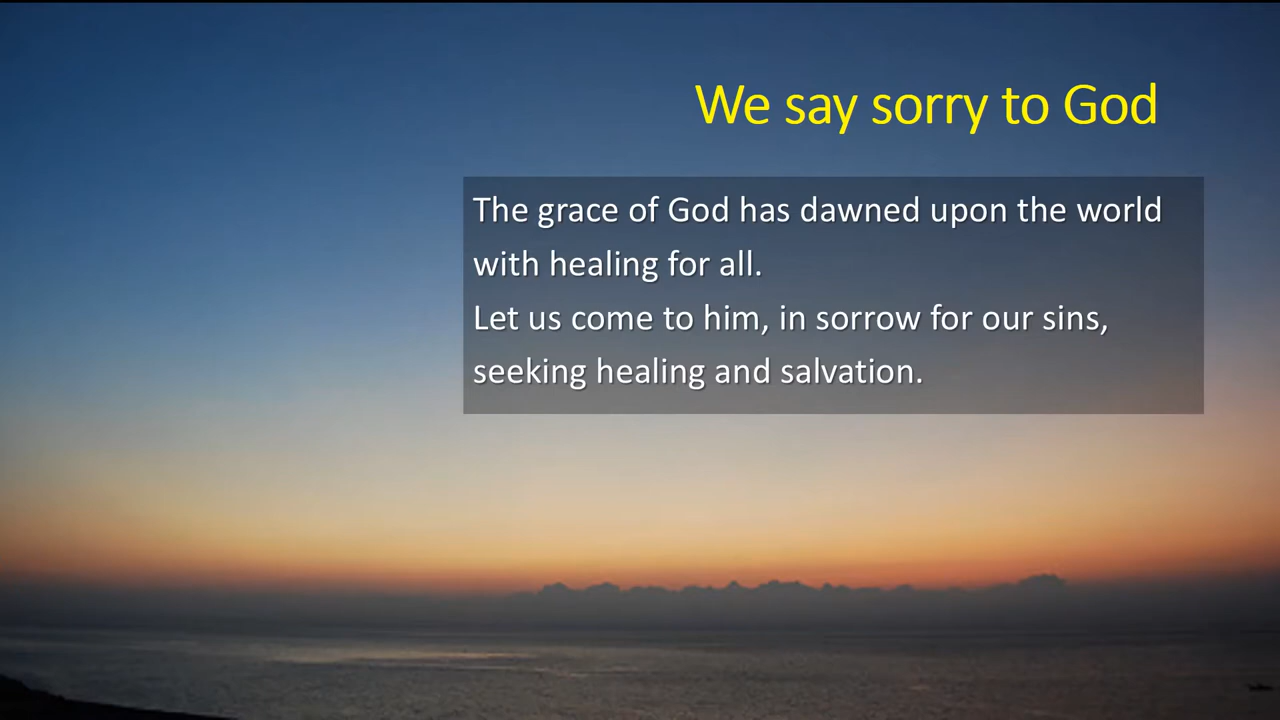 We say sorry to God
The grace of God has dawned upon the world
with healing for all.
Let us come to him, in sorrow for our sins,
seeking healing and salvation.